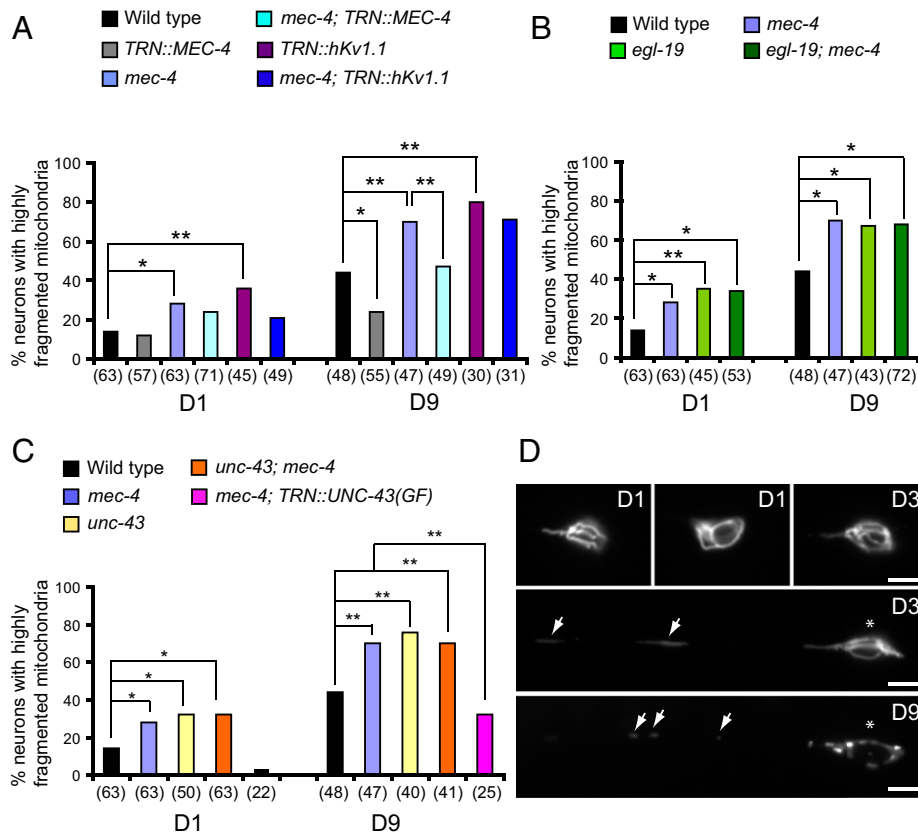 A
Wild type
TRN::MEC-4
mec-4
mec-4; TRN::MEC-4
TRN::hKv1.1
mec-4; TRN::hKv1.1
% neurons with highly
fragmented mitochondria
100
80
60
40
20
0
* ** * ** ** **
(63) (57) (63) (71) (45) (49) (48) (55) (47) (49) (30) (31)
D1 D9
B
Wild type
egl-19
mec-4
egl-19; mec-4
% neurons with highly
fragmented mitochondria
100
80
60
40
20
0
* ** * * * *
(63) (63) (45) (53) (48) (47) (43) (72)
D1 D9
C
Wild type
mec-4
unc-43
unc-43; mec-4
mec-4; TRN::UNC-43(GF)
% neurons with highly
fragmented mitochondria
100
80
60
40
20
0
* * * ** ** ** **
(63) (63) (50) (63) (22) (48) (47) (40) (41) (25)
D1 D9
D
D1 D1 D3
D3
*
D9
*